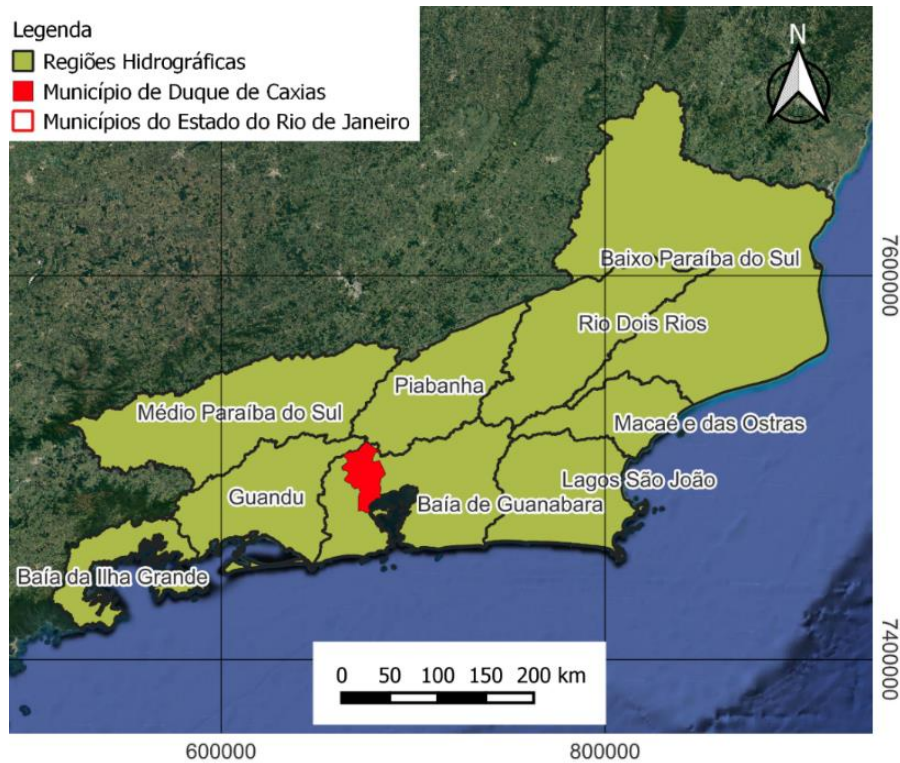 Legenda
Regiões Hidrográficas
Município de Duque de Caxias
Municípios do Estado do Rio de Janeiro
N
Baixo Paraíba do Sul
7600000
Rio Dois Rios
Piabanha
Médio Paraíba do Sul
Macaé e das Ostras
Lagos São João
Guandu
Baía de Guanabara
Baía da Ilha Grande
7400000
0 50 100 150 200 km
600000
800000